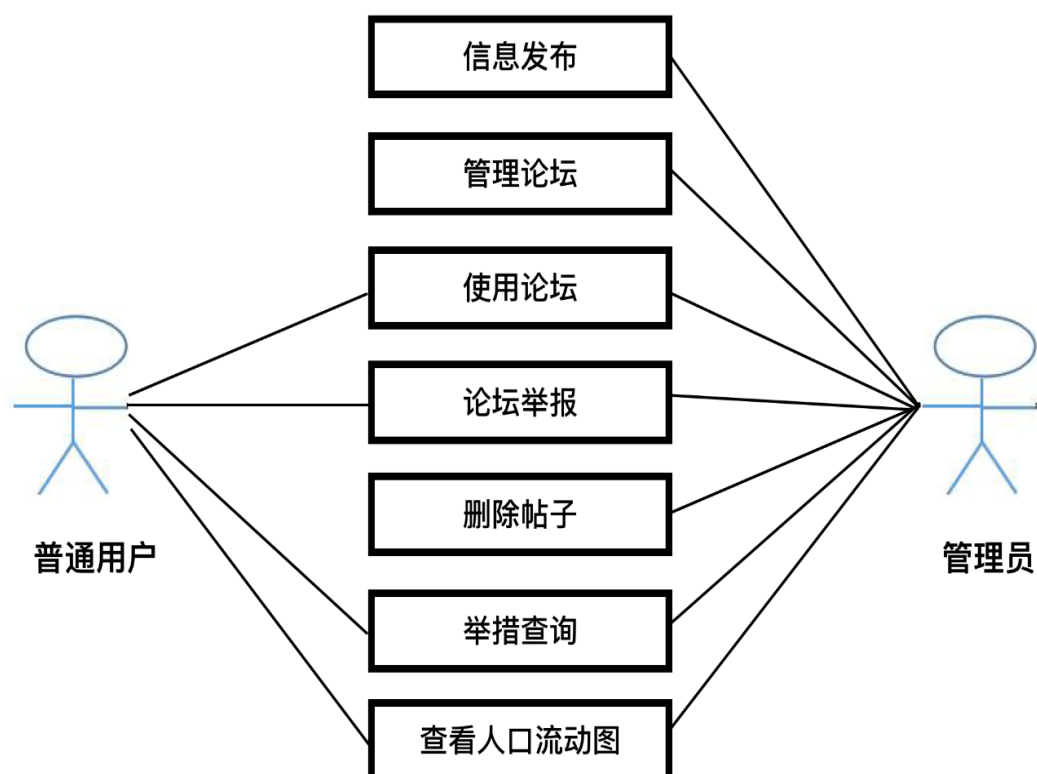 信息发布
管理论坛
使用论坛
论坛举报
删除帖子
举措查询
查看人口流动图
普通用户
管理员